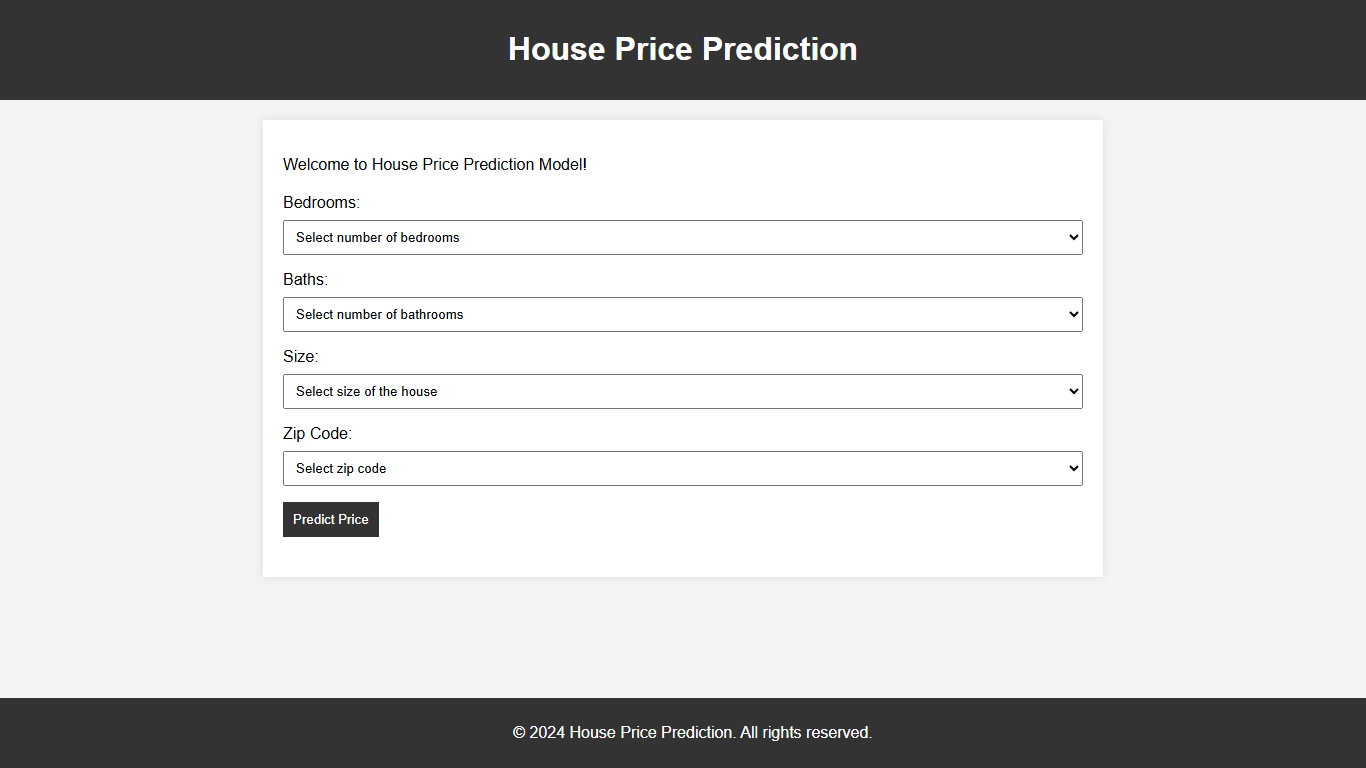 House Price Prediction
Welcome to House Price Prediction Model!
Bedrooms:
Select number of bedrooms
Baths:
Select number of bathrooms
Size:
Select size of the house
Zip Code:
Select zip code
Predict Price
© 2024 House Price Prediction. All rights reserved.